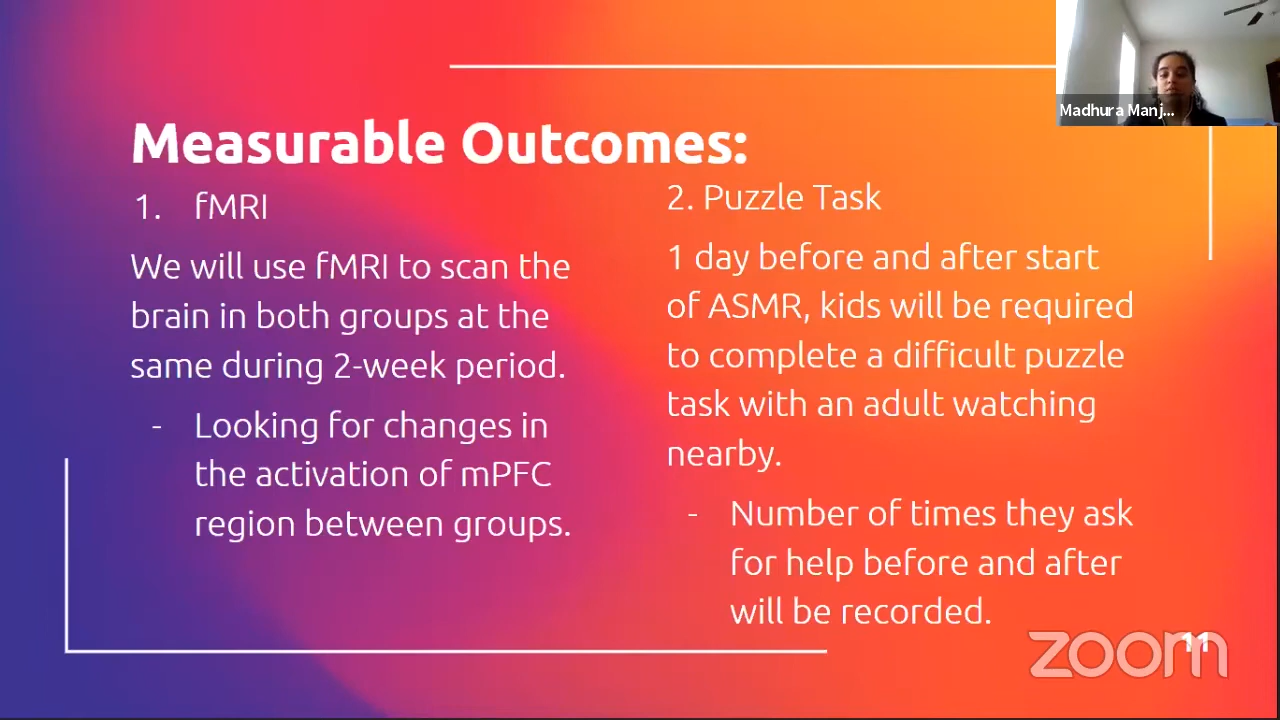 Madhura Manj...
Measurable Outcomes:
1. fMRI
We will use fMRI to scan the
brain in both groups at the
same during 2-week period.
- Looking for changes in
the activation of mPFC
region between groups.
2. Puzzle Task
1 day before and after start
of ASMR, kids will be required
to complete a difficult puzzle
task with an adult watching
nearby.
- Number of times they ask
for help before and after
will be recorded.
11
zoom